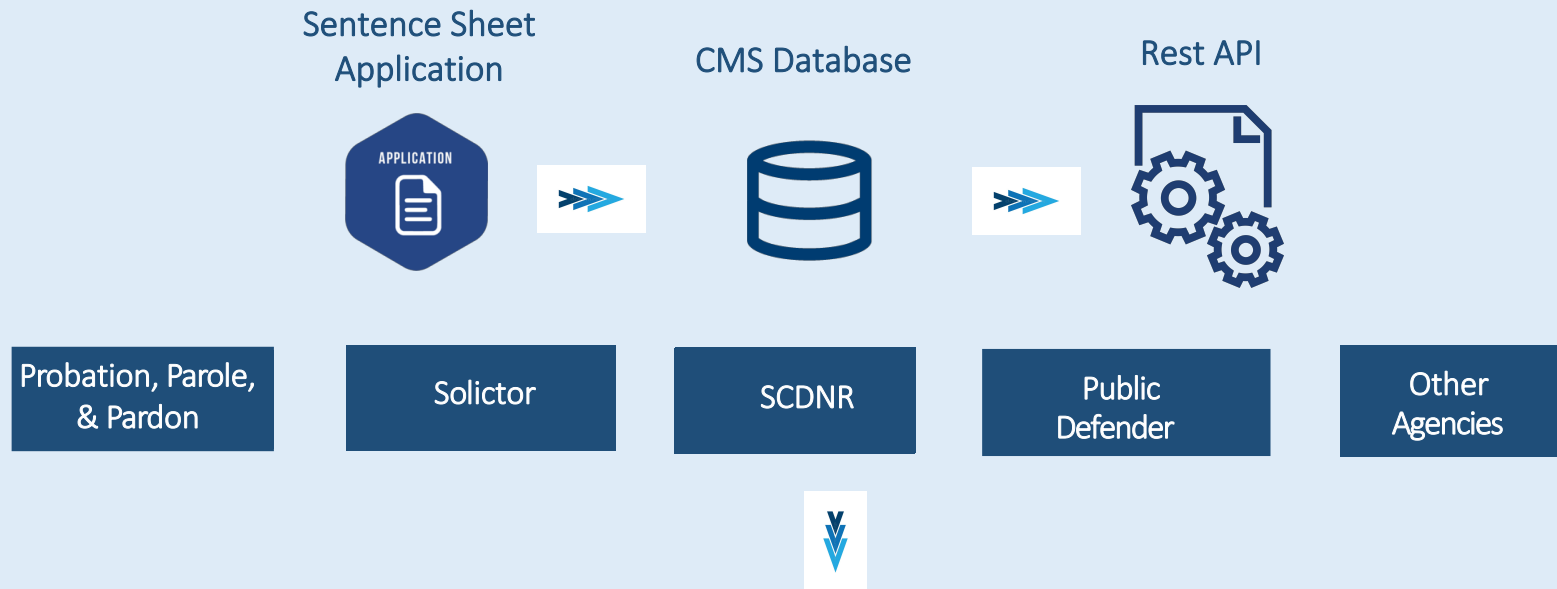 Sentence Sheet
Application
CMS Database
Rest API
APPLICATION
Probation, Parole,
& Pardon
Solictor
SCDNR
Public
Defender
Other
Agencies